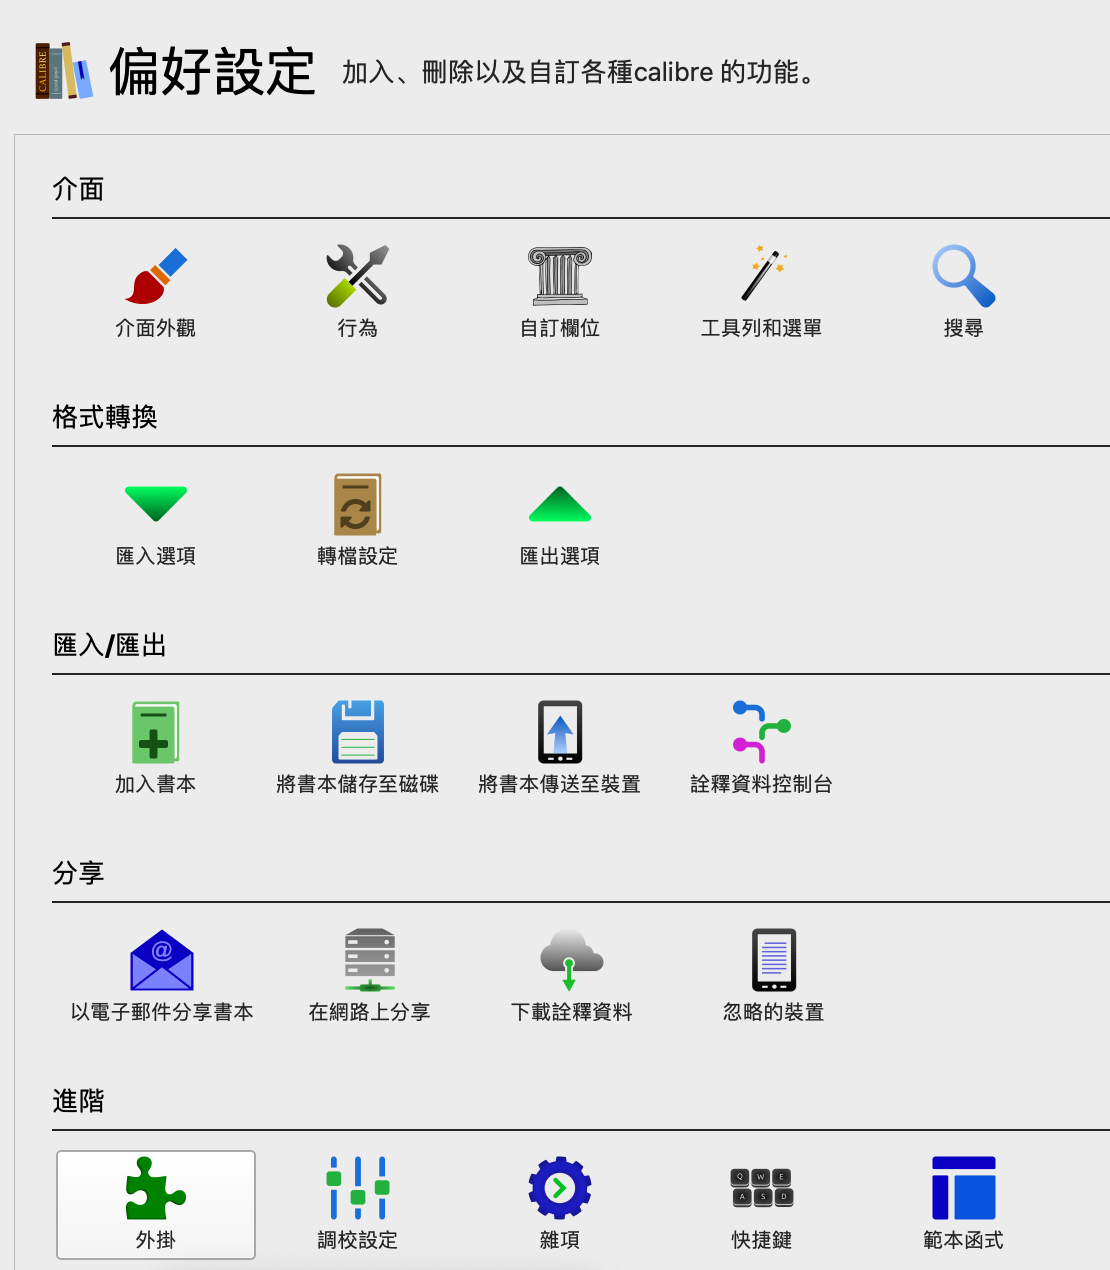 CALIBRE
偏好設定
加入、刪除以及自訂各種calibre 的功能。
介面
介面外觀
行為
自訂欄位
工具列和選單
搜尋
格式轉換
匯入選項
轉檔設定
匯出選項
匯入/匯出
加入書本
將書本儲存至磁碟
將書本傳送至裝置
詮釋資料控制台
分享
@
以電子郵件分享書本
在網路上分享
下載詮釋資料
忽略的裝置
進階
Q W E
A S D
外掛
調校設定
雜項
快捷鍵
範本函式